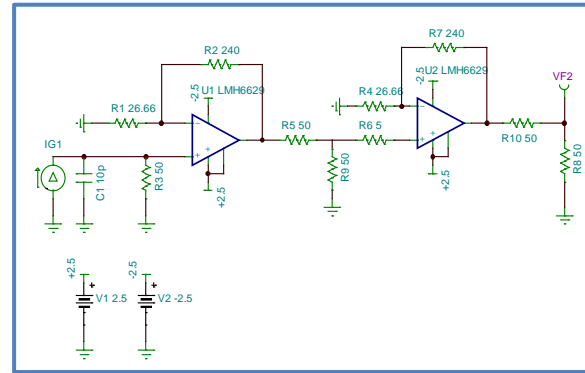 R2 240
-2.5
U1 LMH6629
R1 26.66
IG1
C1 10p
R3 50
+2.5
R5 50
R9 50
R7 240
-2.5
U2 LMH6629
R4 26.66
R6 5
+2.5
VF2
R10 50
R8 50
+2.5
V1 2.5
-2.5
V2 -2.5